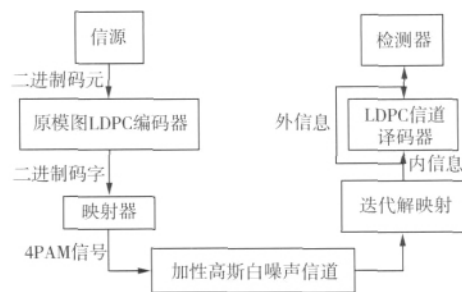 信源
二进制码元
原模图LDPC编码器
二进制码字
映射器
4PAM信号
加性高斯白噪声信道
检测器
外信息
LDPC信道
译码器
内信息
迭代解映射